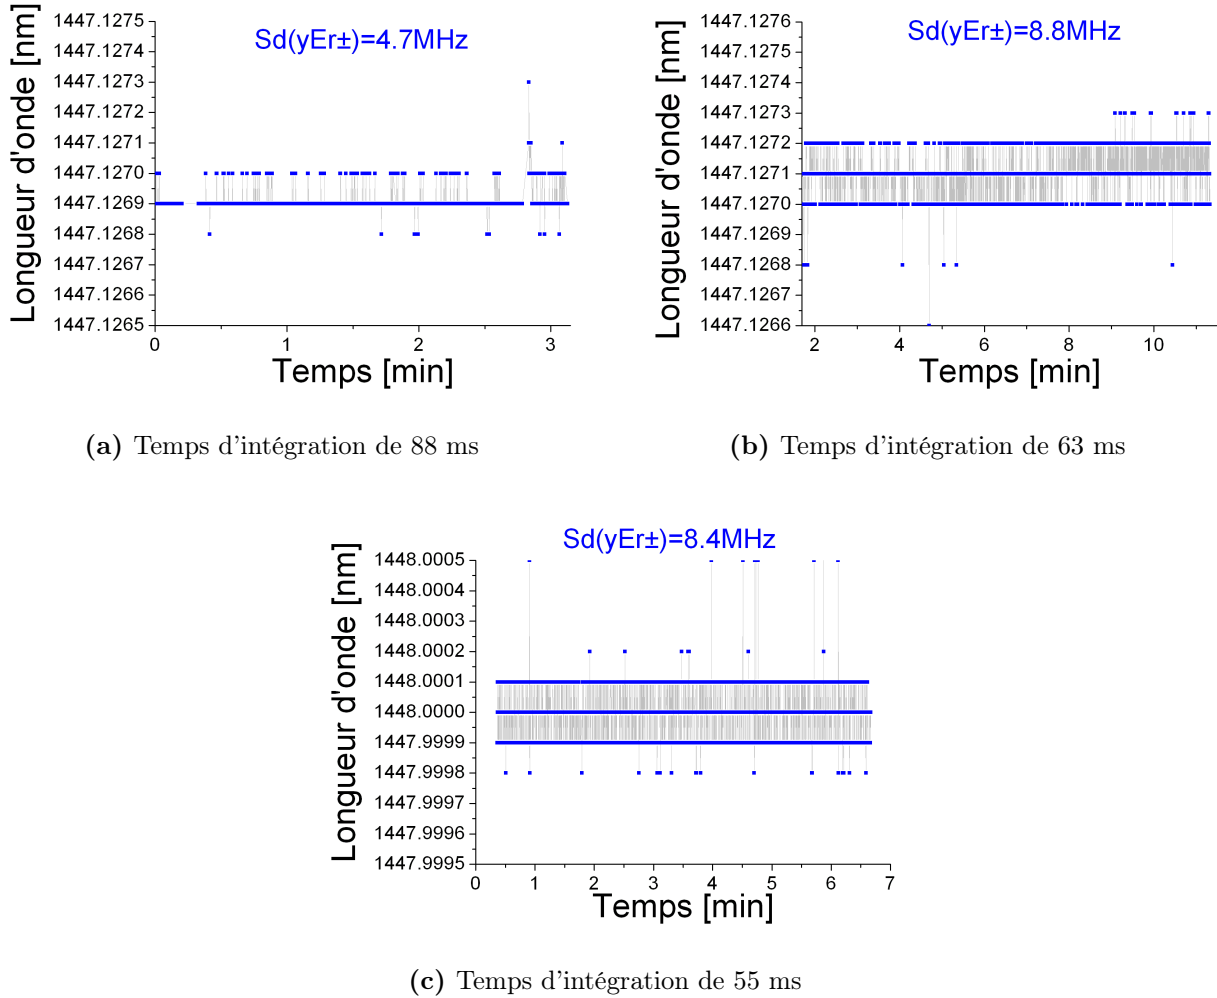 Sd(yEr±)=4.7MHz
Longueur d'onde [nm]
1447.1275
1447.1274
1447.1273
1447.1272
1447.1271
1447.1270
1447.1269
1447.1268
1447.1267
1447.1266
1447.1265
0 1 2 3
Temps [min]
(a) Temps d'intégration de 88 ms
Sd(yEr±)=8.8MHz
Longueur d'onde [nm]
1447.1276
1447.1275
1447.1274
1447.1273
1447.1272
1447.1271
1447.1270
1447.1269
1447.1268
1447.1267
1447.1266
2 4 6 8 10
Temps [min]
(b) Temps d'intégration de 63 ms
Sd(yEr±)=8.4MHz
Longueur d'onde [nm]
1448.0005
1448.0004
1448.0003
1448.0002
1448.0001
1448.0000
1447.9999
1447.9998
1447.9997
1447.9996
1447.9995
0 1 2 3 4 5 6 7
Temps [min]
(c) Temps d'intégration de 55 ms